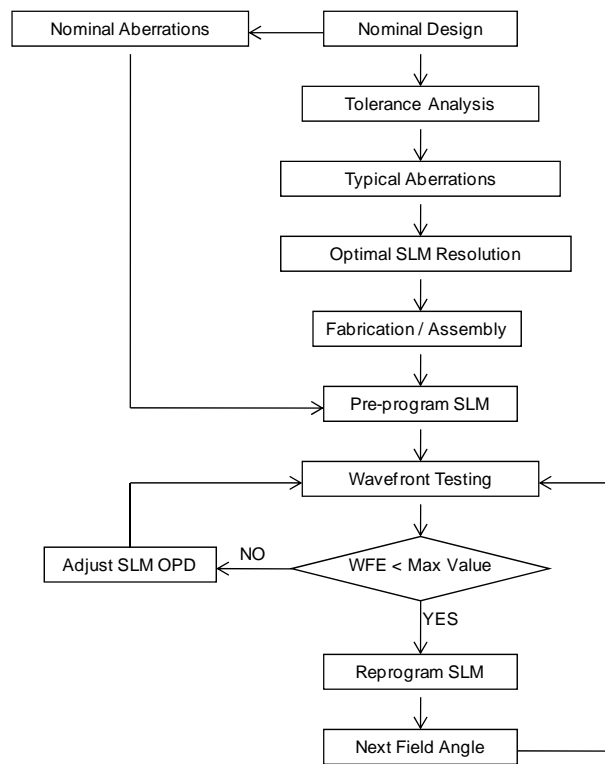 Nominal Aberrations
Nominal Design
Tolerance Analysis
Typical Aberrations
Optimal SLM Resolution
Fabrication / Assembly
Pre-program SLM
Wavefront Testing
Adjust SLM OPD
NO
WFE < Max Value
YES
Reprogram SLM
Next Field Angle